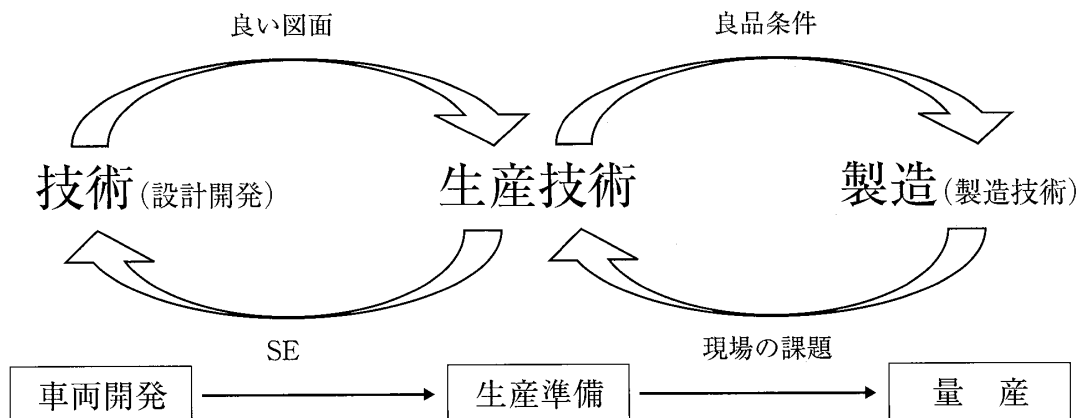 良い図面
良品条件
技術(設計開発)
生産技術
製造(製造技術)
SE
現場の課題
車両開発
生産準備
量 産